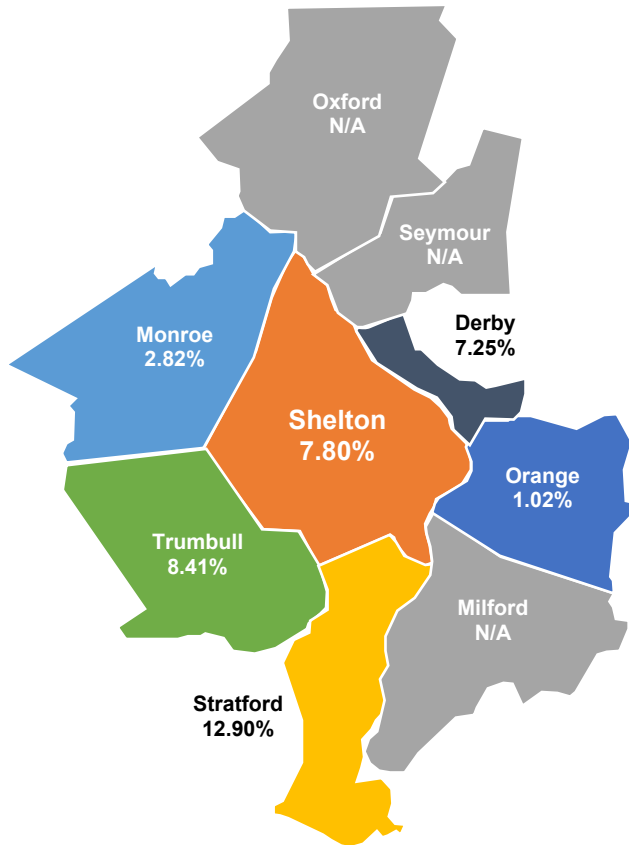 Oxford
N/A
Seymour
N/A
Derby
7.25%
Monroe
2.82%
Shelton
7.80%
Orange
1.02%
Trumbull
8.41%
Milford
N/A
Stratford
12.90%